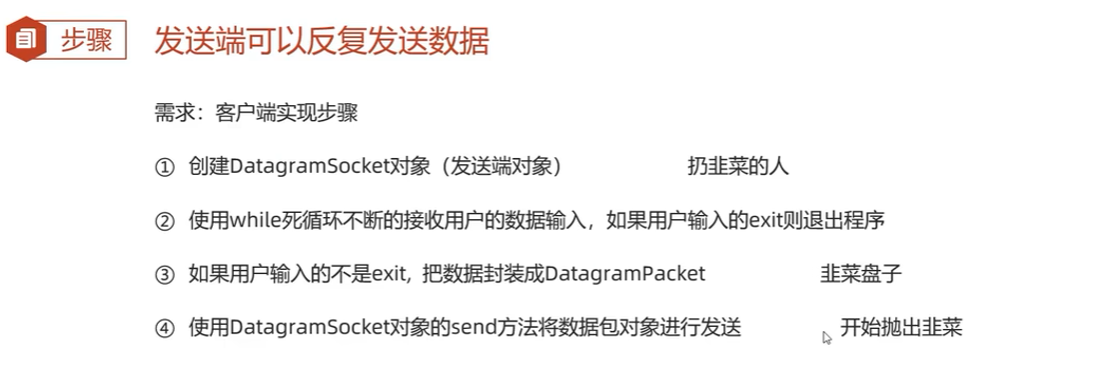 步骤 发送端可以反复发送数据
需求：客户端实现步骤
① 创建DatagramSocket对象（发送端对象） 扔韭菜的人
② 使用while死循环不断的接收用户的数据输入，如果用户输入的exit则退出程序
③ 如果用户输入的不是exit, 把数据封装成DatagramPacket 韭菜盘子
④ 使用DatagramSocket对象的send方法将数据包对象进行发送 开始抛出韭菜